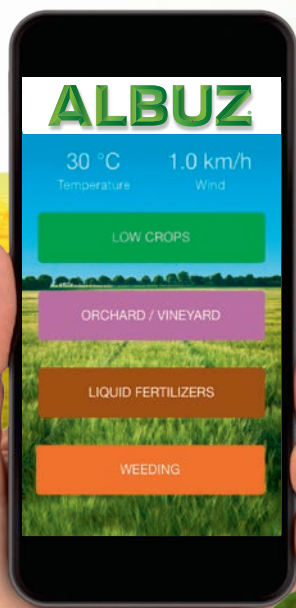 ALBUZ
30 °C 1.0 km/h
Temperature Wind
LOW CROPS
ORCHARD / VINEYARD
LIQUID FERTILIZERS
WEEDING